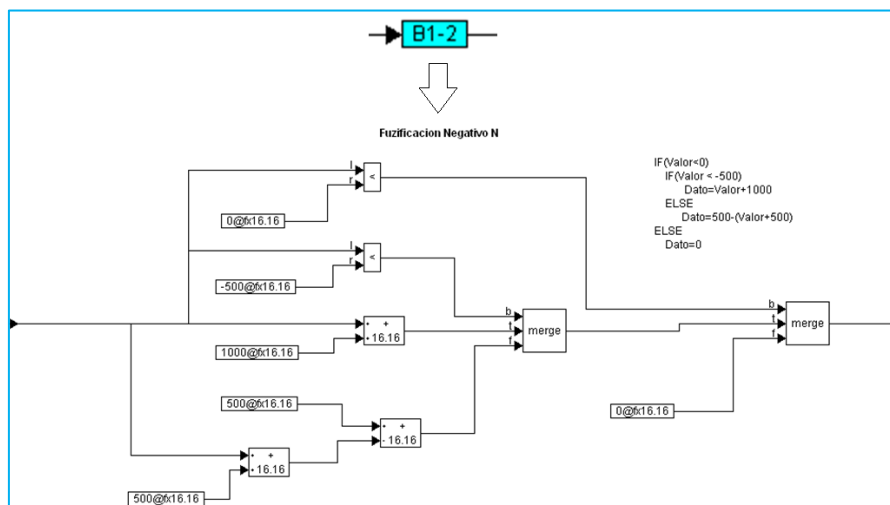 B1-2
Fuzificacion Negativo N
l
r
<
0@fx16.16
IF(Valor<0)
IF(Valor < -500)
Dato=Valor+1000
ELSE
Dato=500-(Valor+500)
ELSE
Dato=0
l
r
<
-500@fx16.16
+
16.16
1000@fx16.16
b
t
f
merge
b
t
f
merge
500@fx16.16
+
- 16.16
0@fx16.16
+
16.16
500@fx16.16